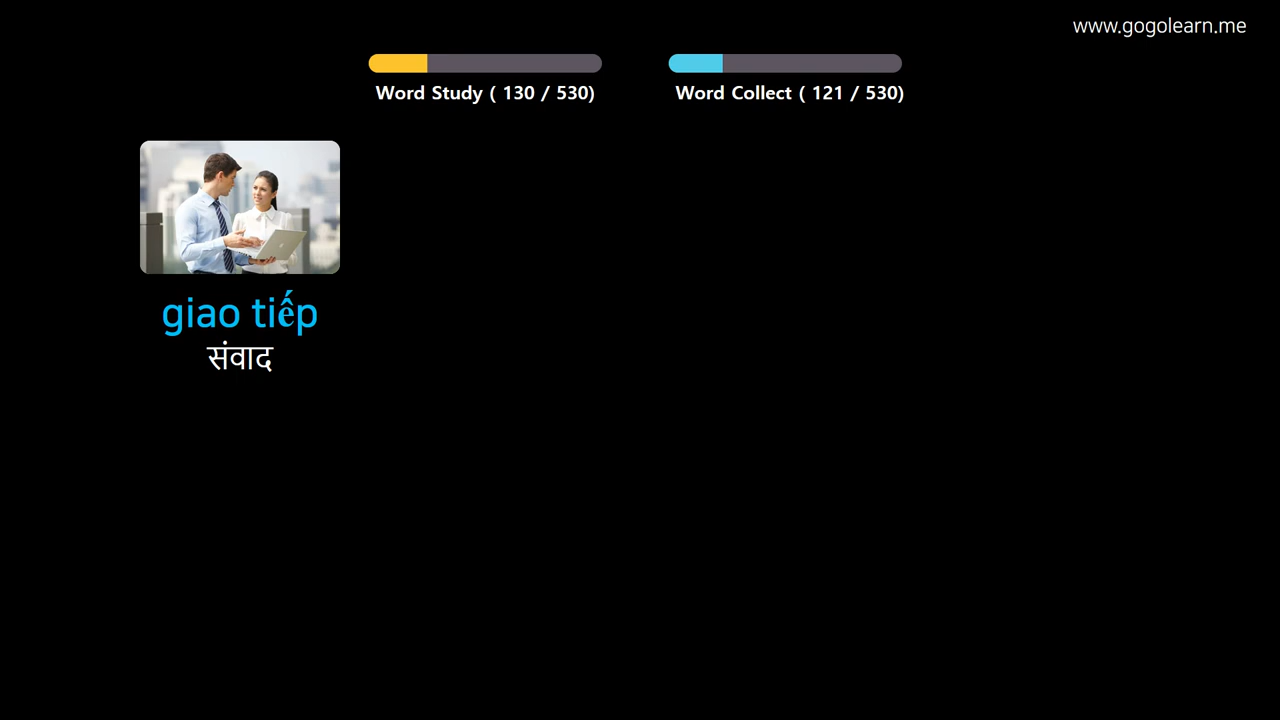 www.gogolearn.me
Word Study ( 130 / 530)
Word Collect ( 121 / 530)
giao tiếp
संवाद